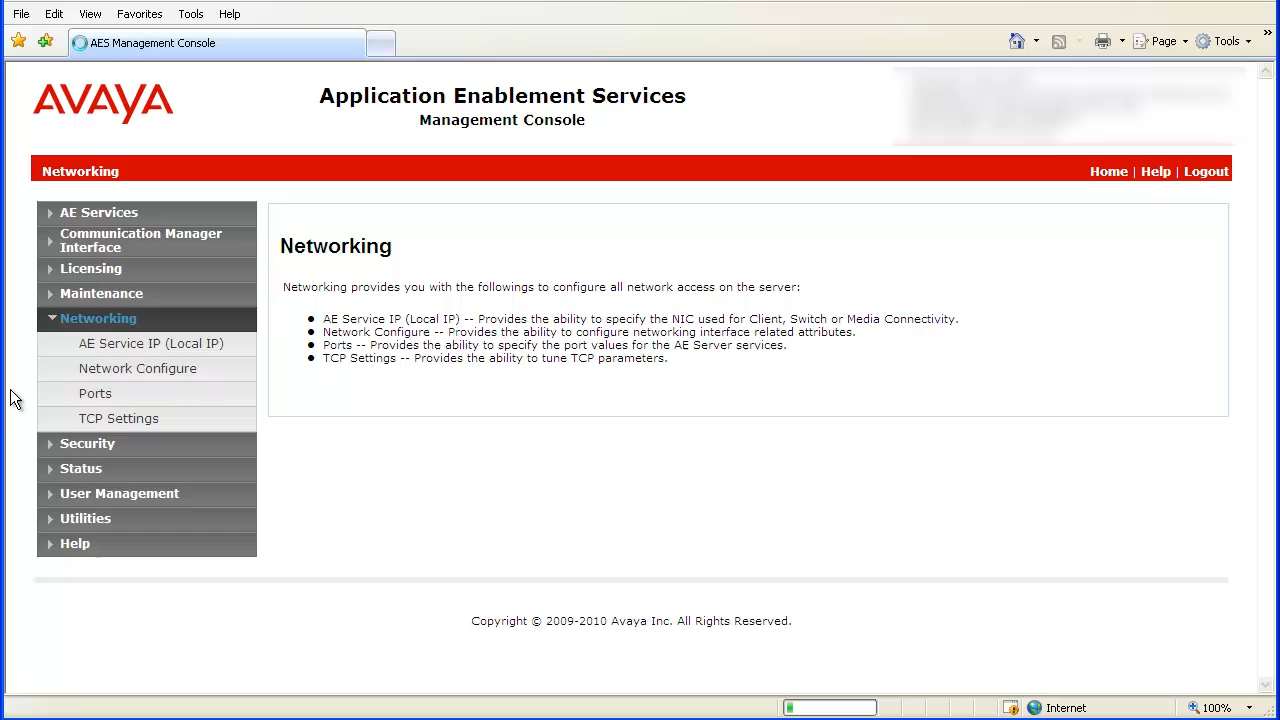 File Edit View Favorites Tools Help
AES Management Console
Page Tools »
AVAYA
Application Enablement Services
Management Console
Networking
Home | Help | Logout
AE Services
Communication Manager
Interface
Licensing
Maintenance
Networking
AE Service IP (Local IP)
Network Configure
Ports
TCP Settings
Security
Status
User Management
Utilities
Help
Networking
Networking provides you with the followings to configure all network access on the server:
● AE Service IP (Local IP) -- Provides the ability to specify the NIC used for Client, Switch or Media Connectivity.
● Network Configure -- Provides the ability to configure networking interface related attributes.
● Ports -- Provides the ability to specify the port values for the AE Server services.
● TCP Settings -- Provides the ability to tune TCP parameters.
Copyright © 2009-2010 Avaya Inc. All Rights Reserved.
Internet 100%